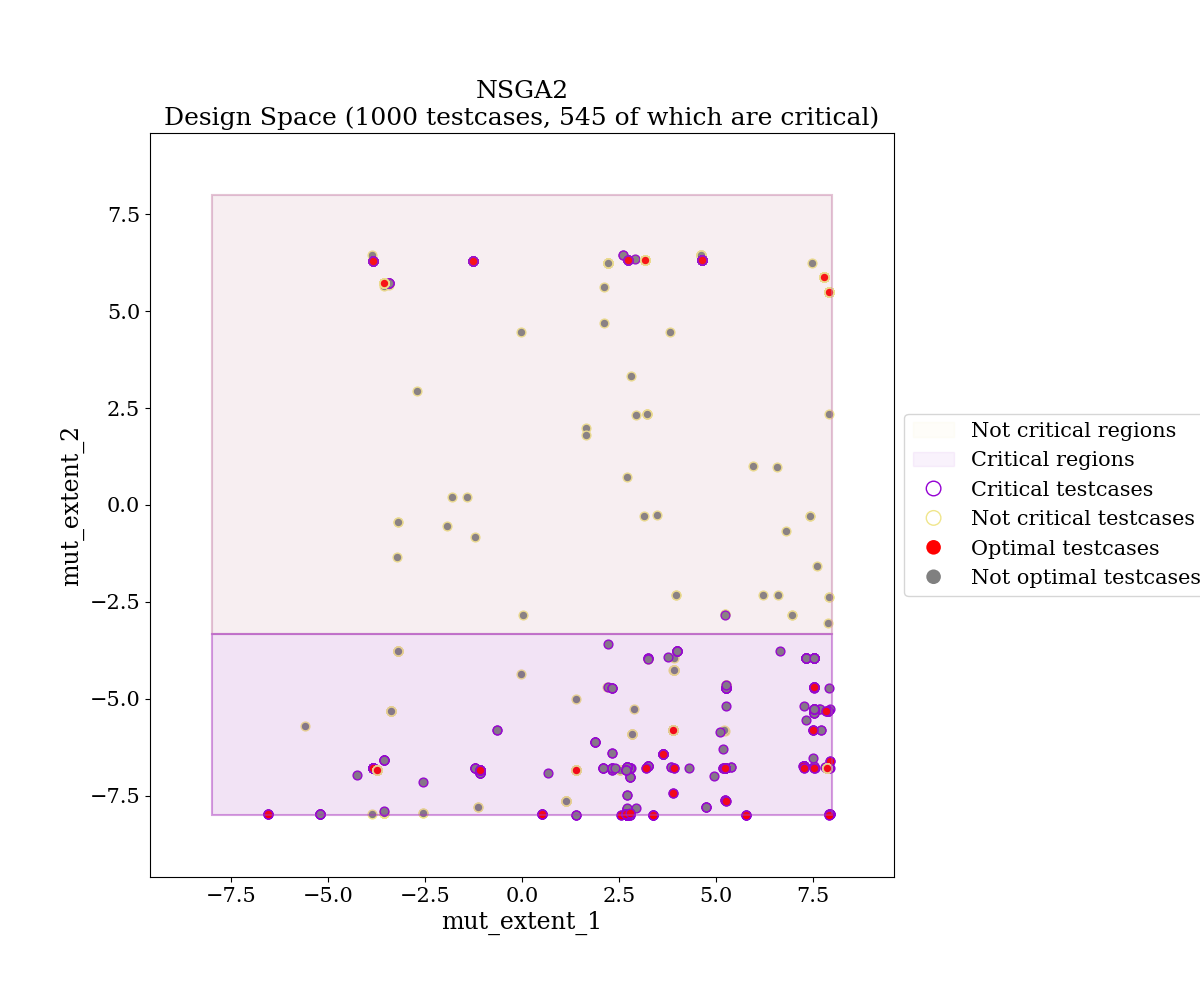 NSGA2
Design Space (1000 testcases, 545 of which are critical)
7.5
5.0
2.5
0.0
−2.5
−5.0
−7.5
mut_extent_2
−7.5
−5.0
−2.5
0.0
2.5
5.0
7.5
mut_extent_1
Not critical regions
Critical regions
Critical testcases
Not critical testcases
Optimal testcases
Not optimal testcases